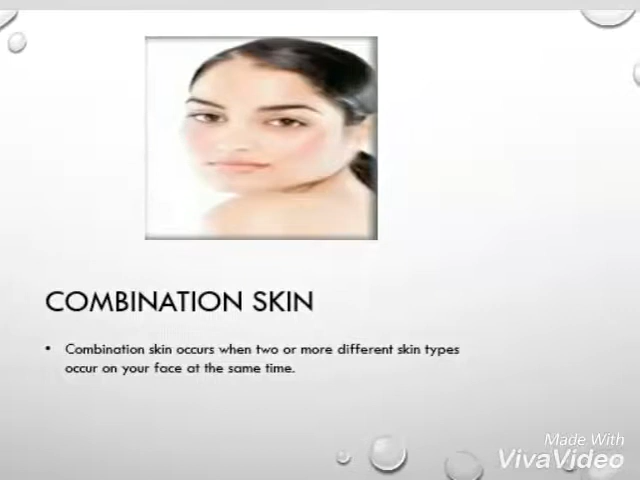 COMBINATION SKIN
• Combination skin occurs when two or more different skin types
occur on your face at the same time.
Made With
VivaVideo